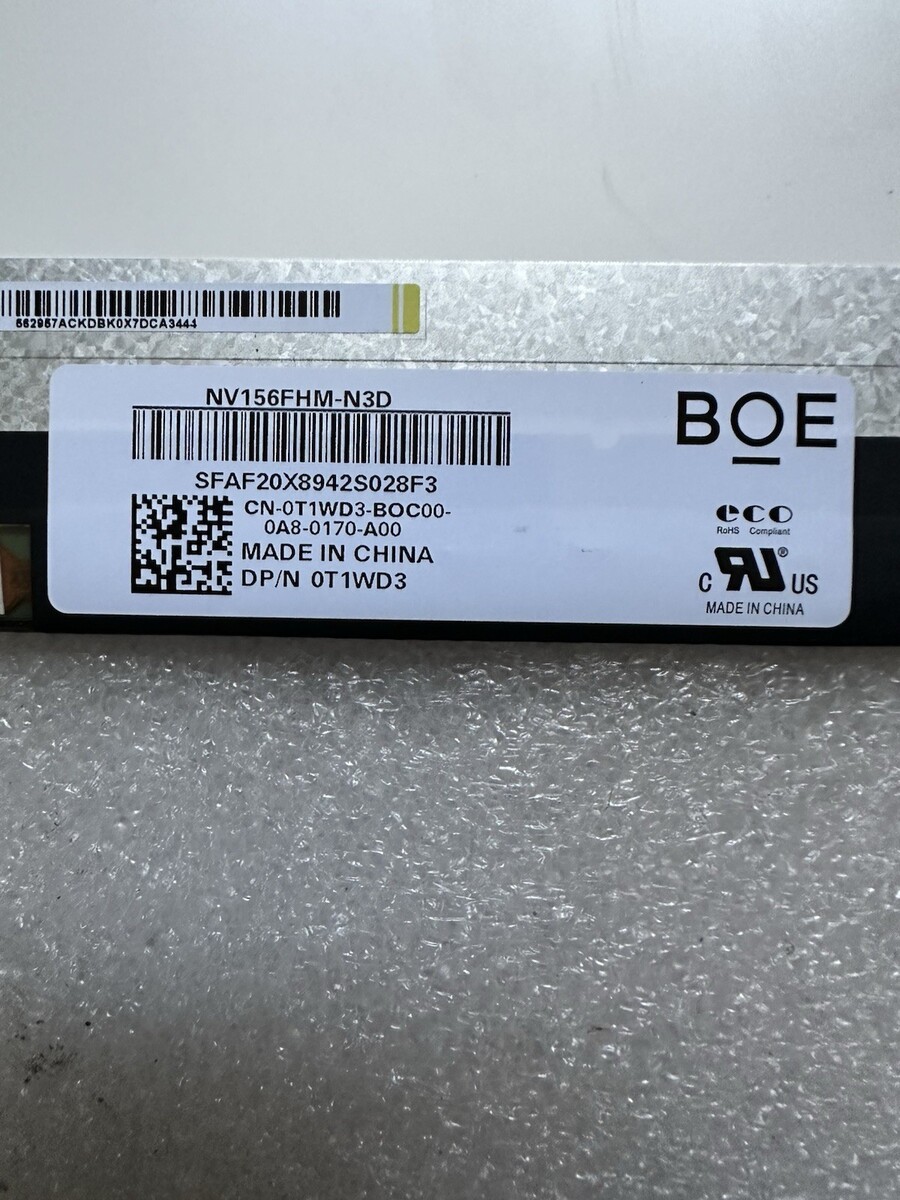 562957ACKDBK0X7DCA3444
NV156FHM-N3D
SFAF20X8942S028F3
CN-0T1WD3-BOC00-
0A8-0170-A00
MADE IN CHINA
DP/N 0T1WD3
BOE
eco
RoHS Compliant
C RU® US
MADE IN CHINA